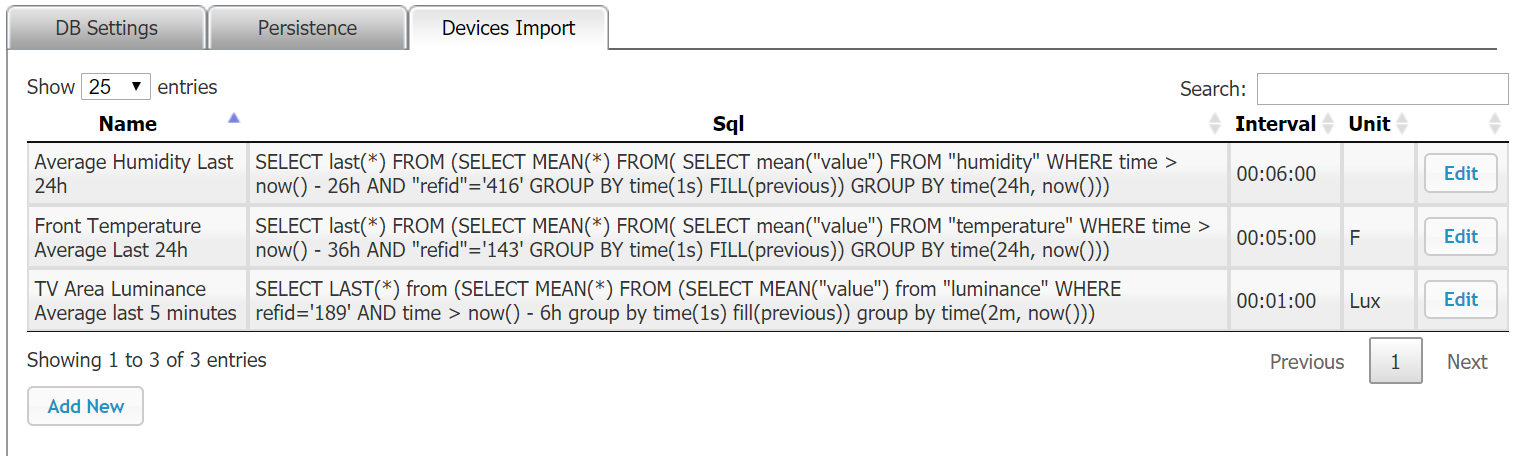 DB Settings Persistence Devices Import
Show 25 entries Search:
Name Sql Interval Unit
Average Humidity Last
24h
SELECT last(*) FROM (SELECT MEAN(*) FROM( SELECT mean("value") FROM "humidity" WHERE time >
now() - 26h AND "refid"='416' GROUP BY time(1s) FILL(previous)) GROUP BY time(24h, now()))
00:06:00
Edit
Front Temperature
Average Last 24h
SELECT last(*) FROM (SELECT MEAN(*) FROM( SELECT mean("value") FROM "temperature" WHERE time >
now() - 36h AND "refid"='143' GROUP BY time(1s) FILL(previous)) GROUP BY time(24h, now()))
00:05:00
F
Edit
TV Area Luminance
Average last 5 minutes
SELECT LAST(*) from (SELECT MEAN(*) FROM (SELECT MEAN("value") from "luminance" WHERE
refid='189' AND time > now() - 6h group by time(1s) fill(previous)) group by time(2m, now()))
00:01:00
Lux
Edit
Showing 1 to 3 of 3 entries
Previous 1 Next
Add New